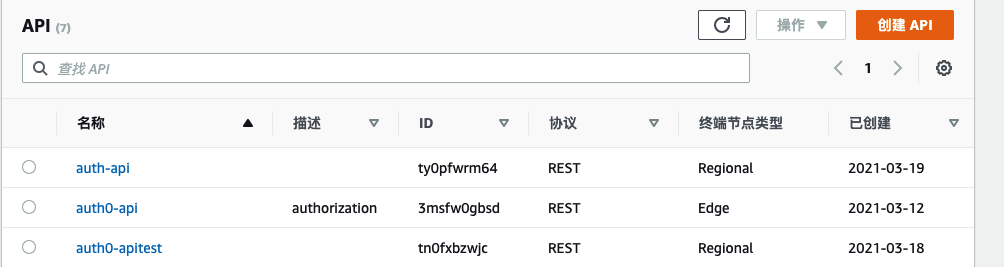 API (7)
操作
创建 API
查找 API
1
名称 描述 ID 协议 终端节点类型 已创建
auth-api ty0pfwrm64 REST Regional 2021-03-19
auth0-api authorization 3msfw0gbsd REST Edge 2021-03-12
auth0-apitest tn0fxbzwjc REST Regional 2021-03-18